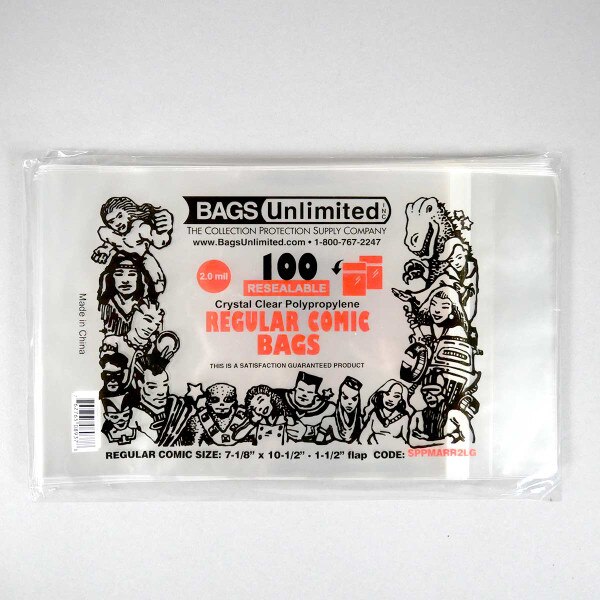 BAGS Unlimited INC
THE COLLECTION PROTECTION SUPPLY COMPANY
www.BagsUnlimited.com • 1-800-767-2247
2.0 mil
100
RESEALABLE
Crystal Clear Polypropylene
REGULAR COMIC
BAGS
THIS IS A SATISFACTION GUARANTEED PRODUCT
Made in China
REGULAR COMIC SIZE: 7-1/8" x 10-1/2" • 1-1/2" flap CODE: SPPMARR2LG